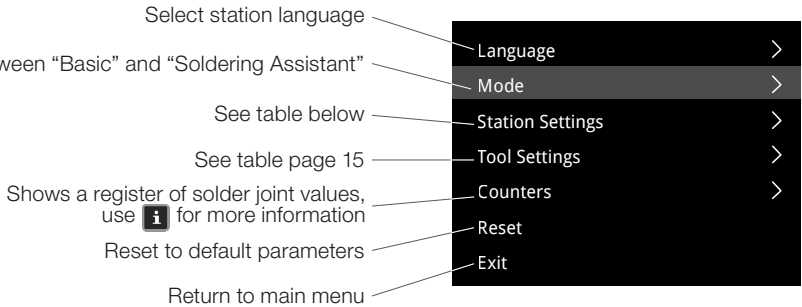 Select station language
“Basic” and “Soldering Assistant”
See table below
See table page 15
Shows a register of solder joint values,
use i for more information
Reset to default parameters
Return to main menu
Language
Mode
Station Settings
Tool Settings
Counters
Reset
Exit